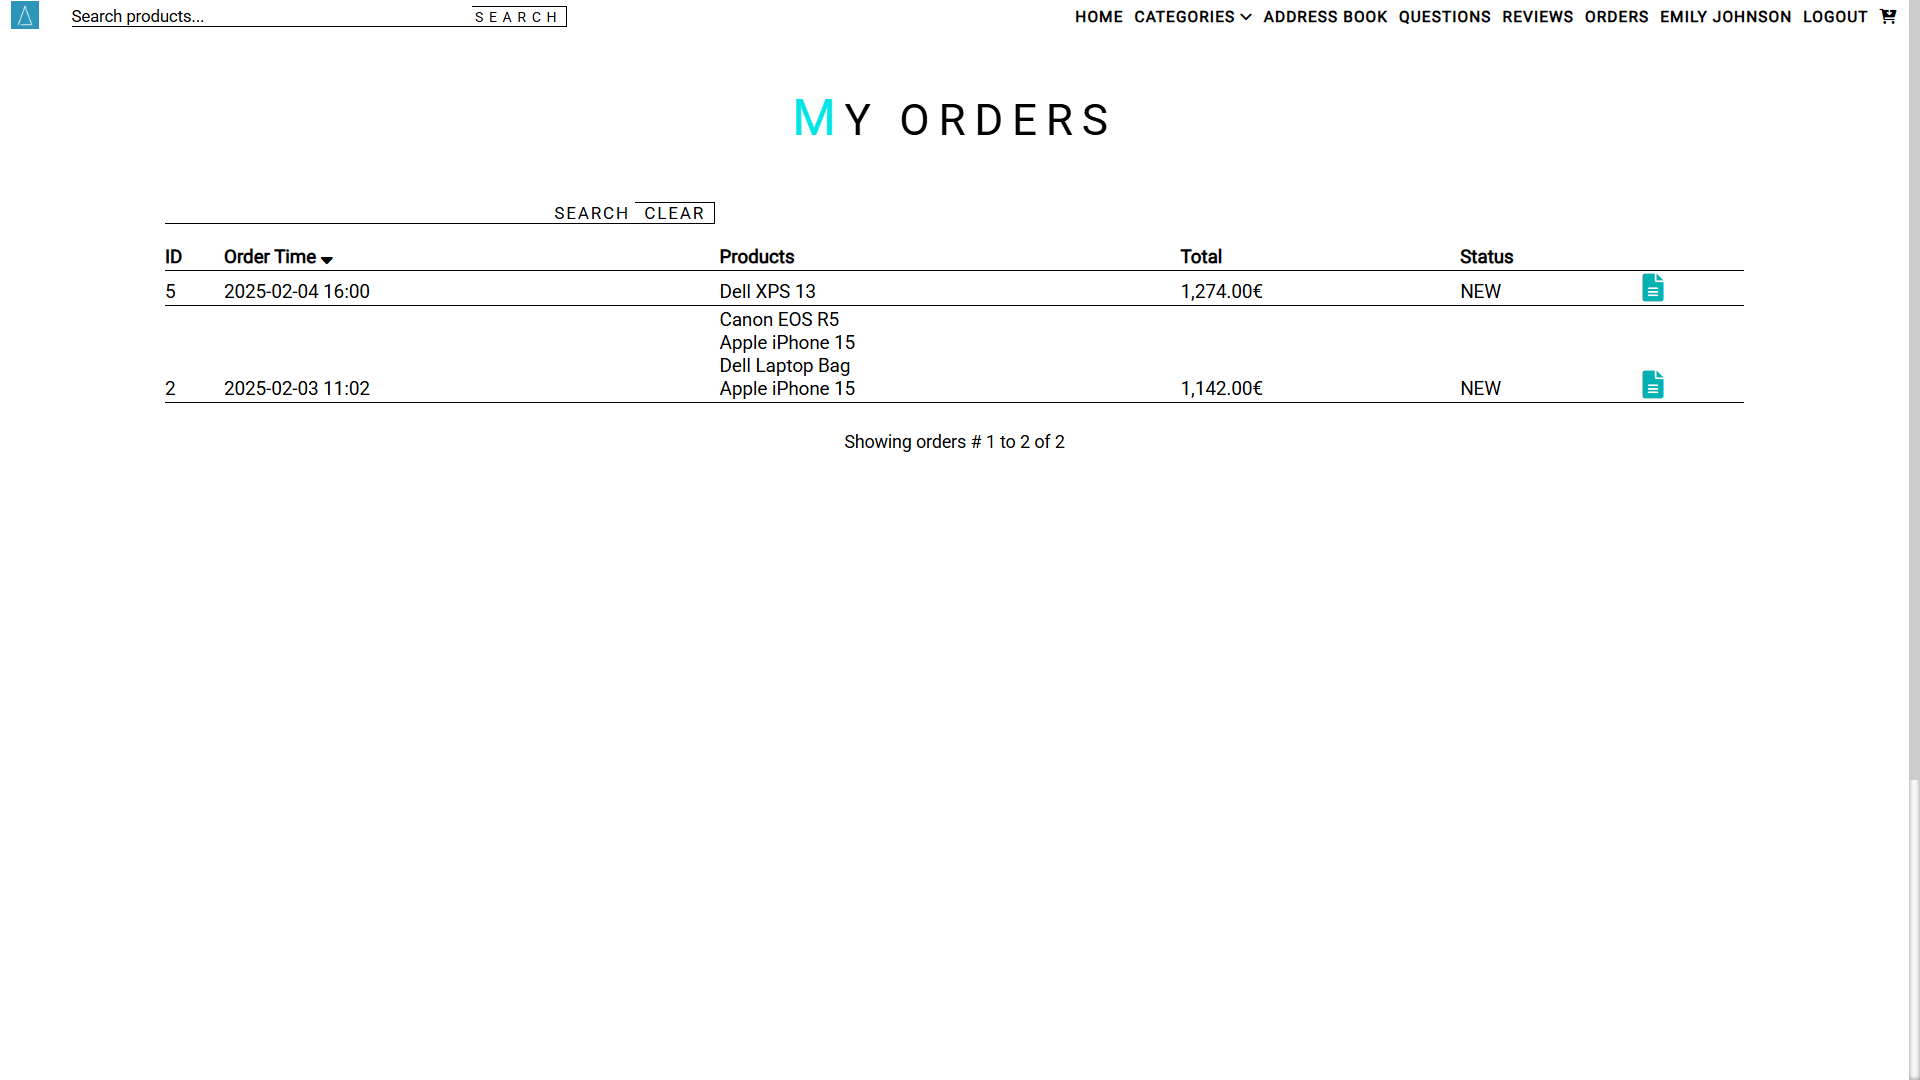 Search products... SEARCH HOME CATEGORIES ADDRESS BOOK QUESTIONS REVIEWS ORDERS EMILY JOHNSON LOGOUT
MY ORDERS
SEARCH CLEAR
ID Order Time Products Total Status
5 2025-02-04 16:00 Dell XPS 13 1,274.00€ NEW
Canon EOS R5
Apple iPhone 15
Dell Laptop Bag
2 2025-02-03 11:02 Apple iPhone 15 1,142.00€ NEW
Showing orders # 1 to 2 of 2